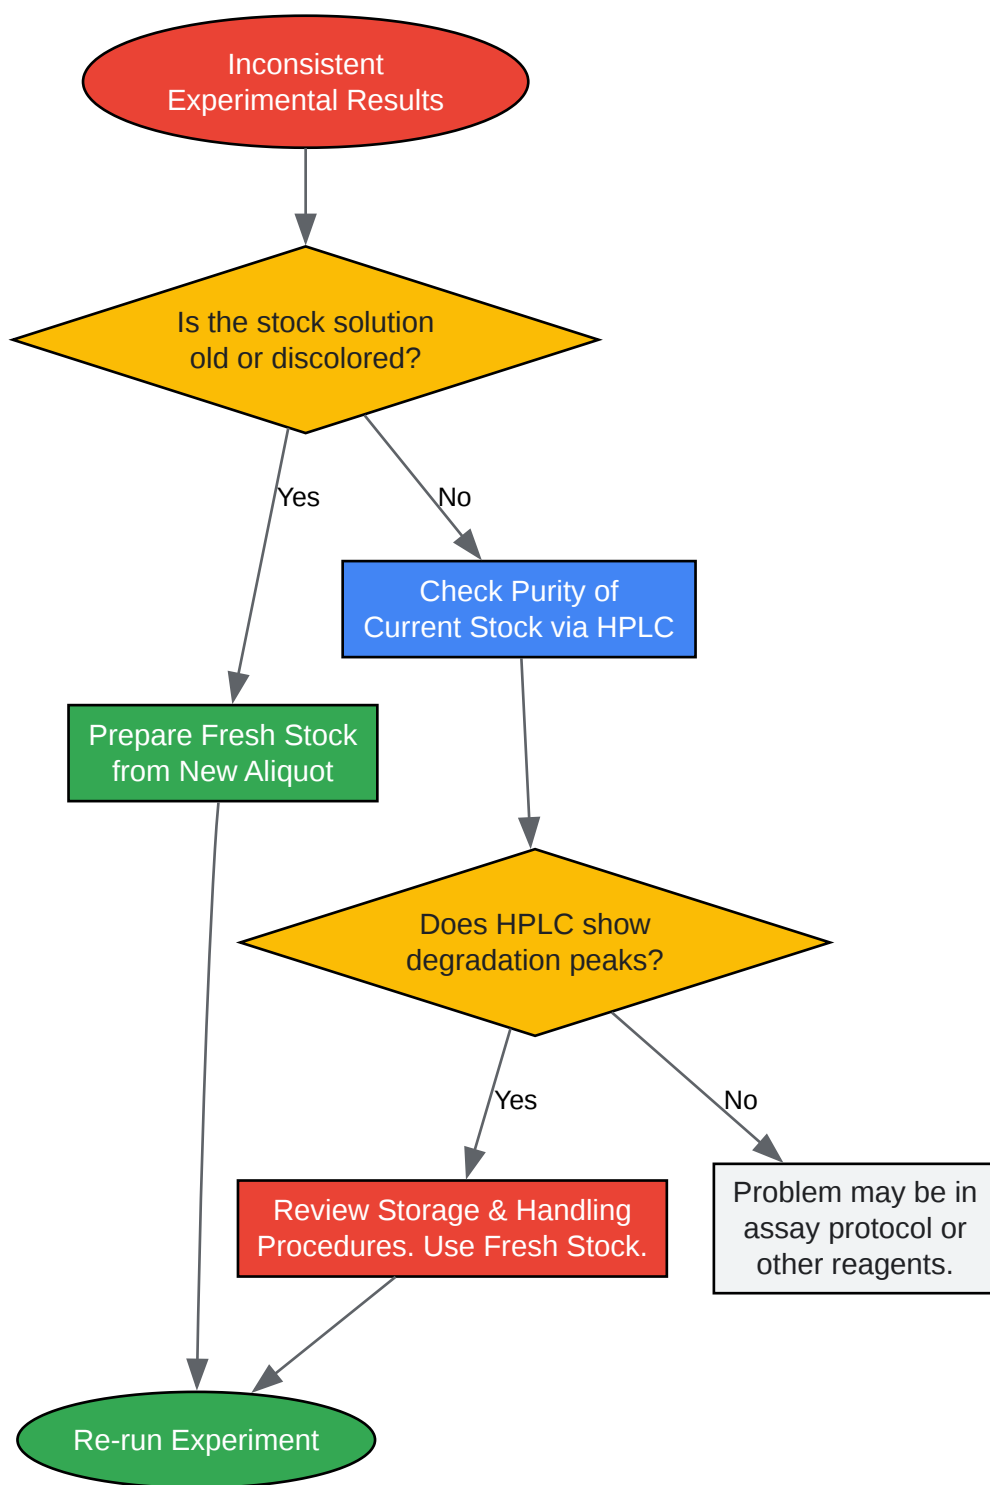 Inconsistent
Experimental Results
Is the stock solution
old or discolored?
Yes
No
Check Purity of
Current Stock via HPLC
Prepare Fresh Stock
from New Aliquot
Does HPLC show
degradation peaks?
Yes
No
Problem may be in
assay protocol or
other reagents.
Review Storage & Handling
Procedures. Use Fresh Stock.
Re-run Experiment